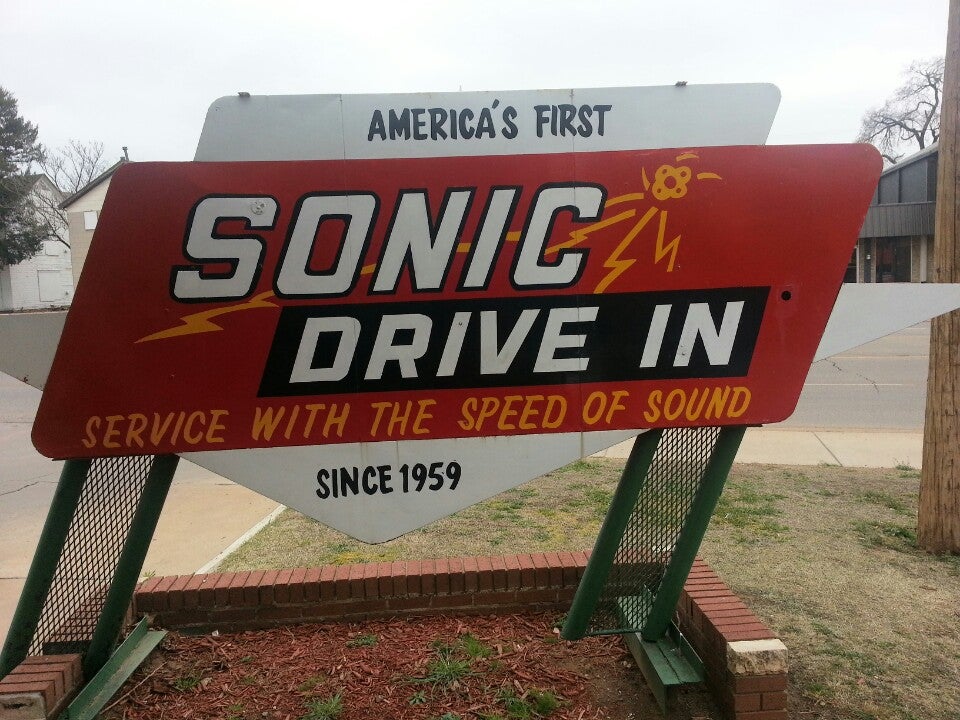 AMERICA'S FIRST
SONIC
DRIVE IN
SERVICE WITH THE SPEED OF SOUND
SINCE 1959